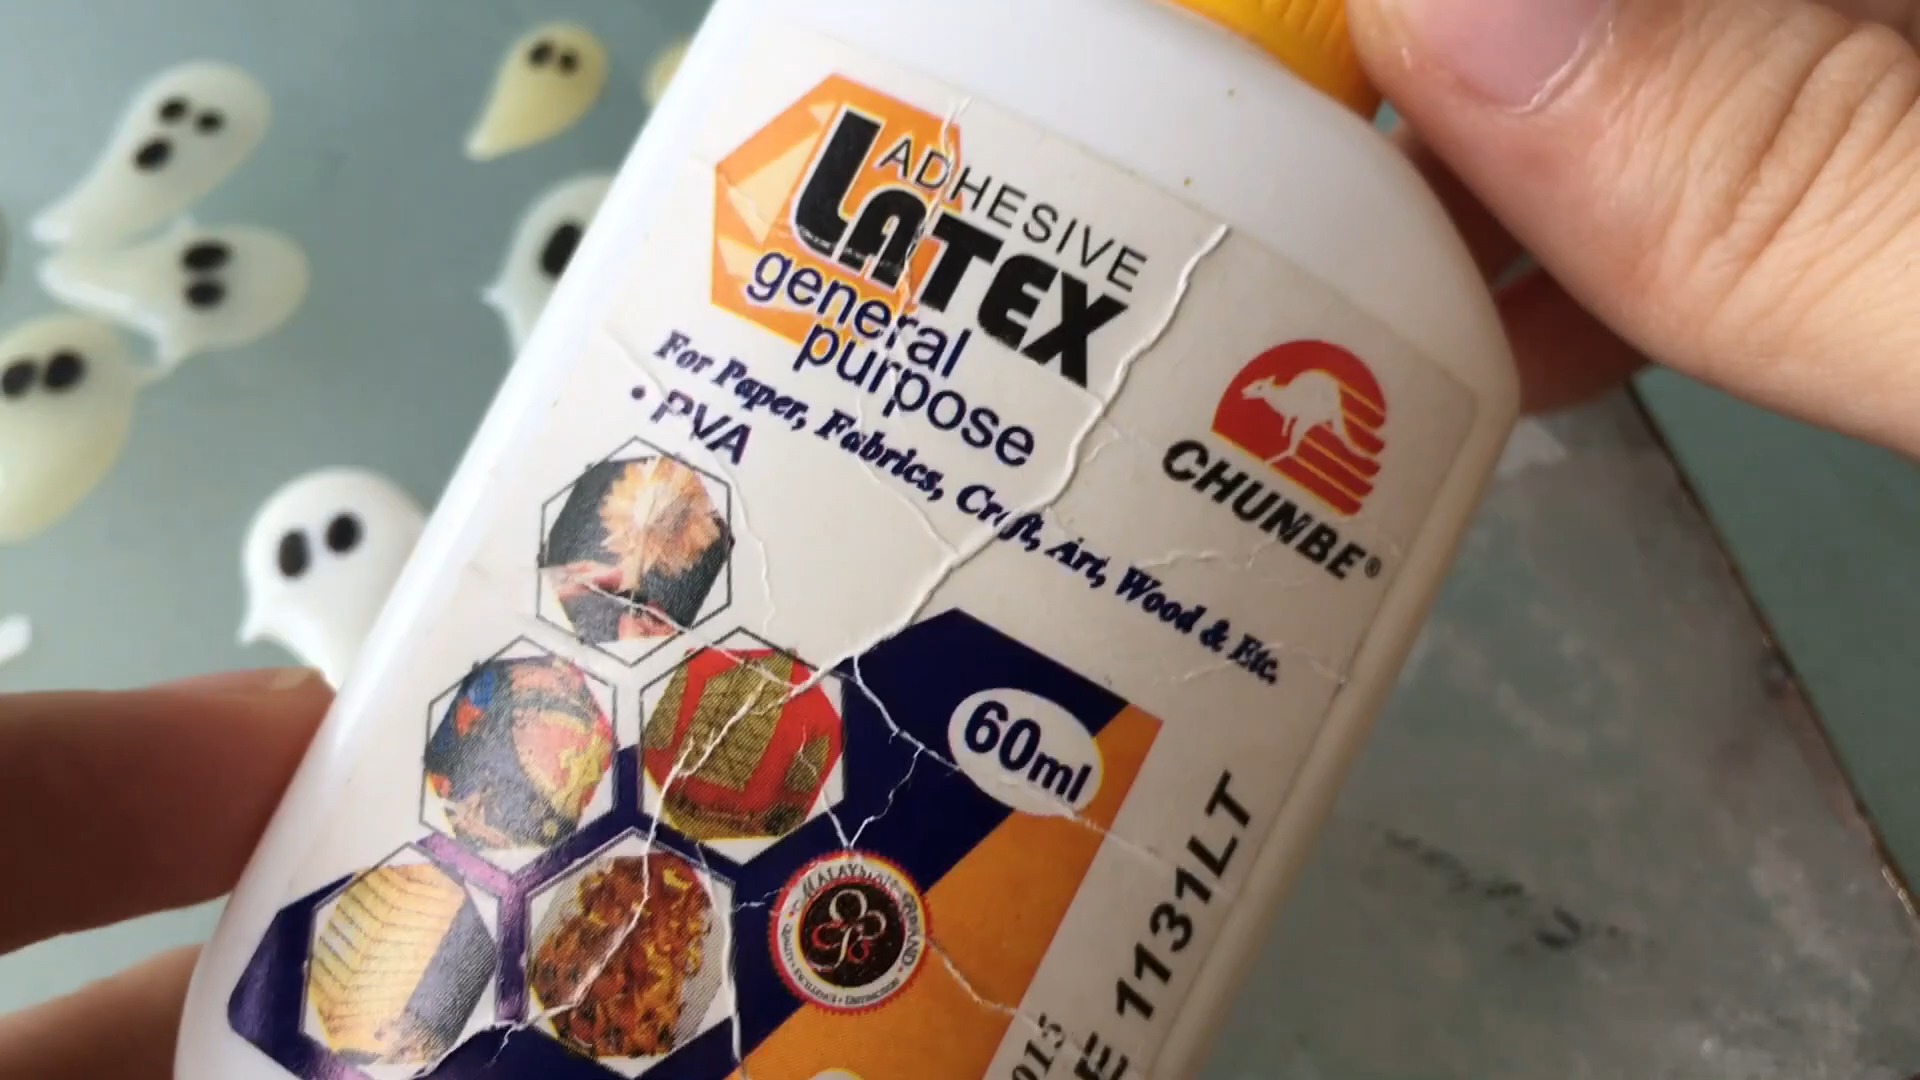 ADHESIVE
LATEX
general
purpose
For Paper, Fabrics, Craft, Art, Wood & Etc.
• PVA
CHUNBE®
60ml
E 1131LT